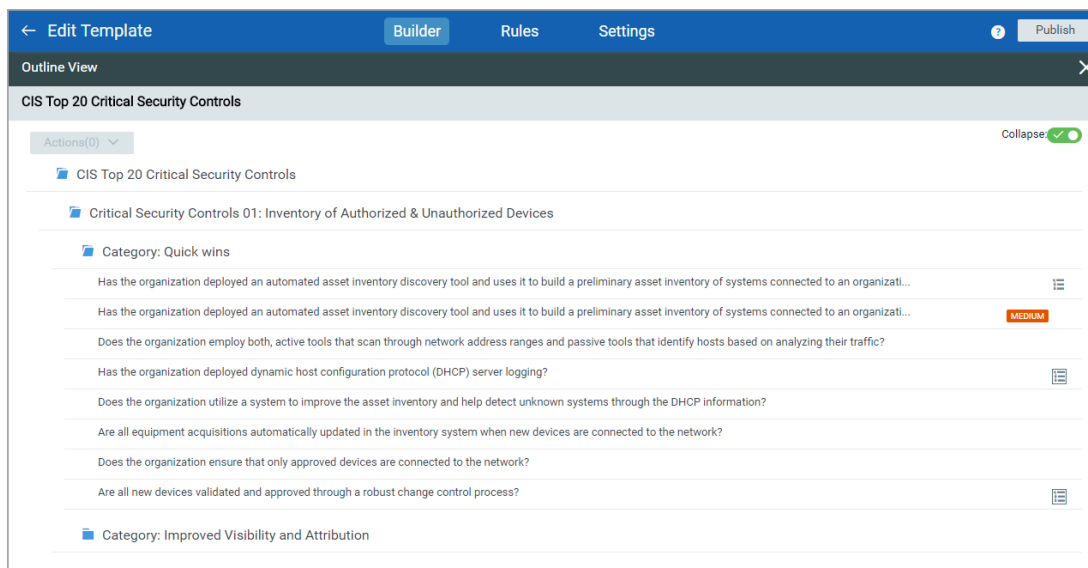 ← Edit Template Builder Rules Settings ? Publish
Outline View ✕
CIS Top 20 Critical Security Controls
Actions(0) Collapse:
CIS Top 20 Critical Security Controls
Critical Security Controls 01: Inventory of Authorized & Unauthorized Devices
Category: Quick wins
Has the organization deployed an automated asset inventory discovery tool and uses it to build a preliminary asset inventory of systems connected to an organizati...
Has the organization deployed an automated asset inventory discovery tool and uses it to build a preliminary asset inventory of systems connected to an organizati... MEDIUM
Does the organization employ both, active tools that scan through network address ranges and passive tools that identify hosts based on analyzing their traffic?
Has the organization deployed dynamic host configuration protocol (DHCP) server logging?
Does the organization utilize a system to improve the asset inventory and help detect unknown systems through the DHCP information?
Are all equipment acquisitions automatically updated in the inventory system when new devices are connected to the network?
Does the organization ensure that only approved devices are connected to the network?
Are all new devices validated and approved through a robust change control process?
Category: Improved Visibility and Attribution